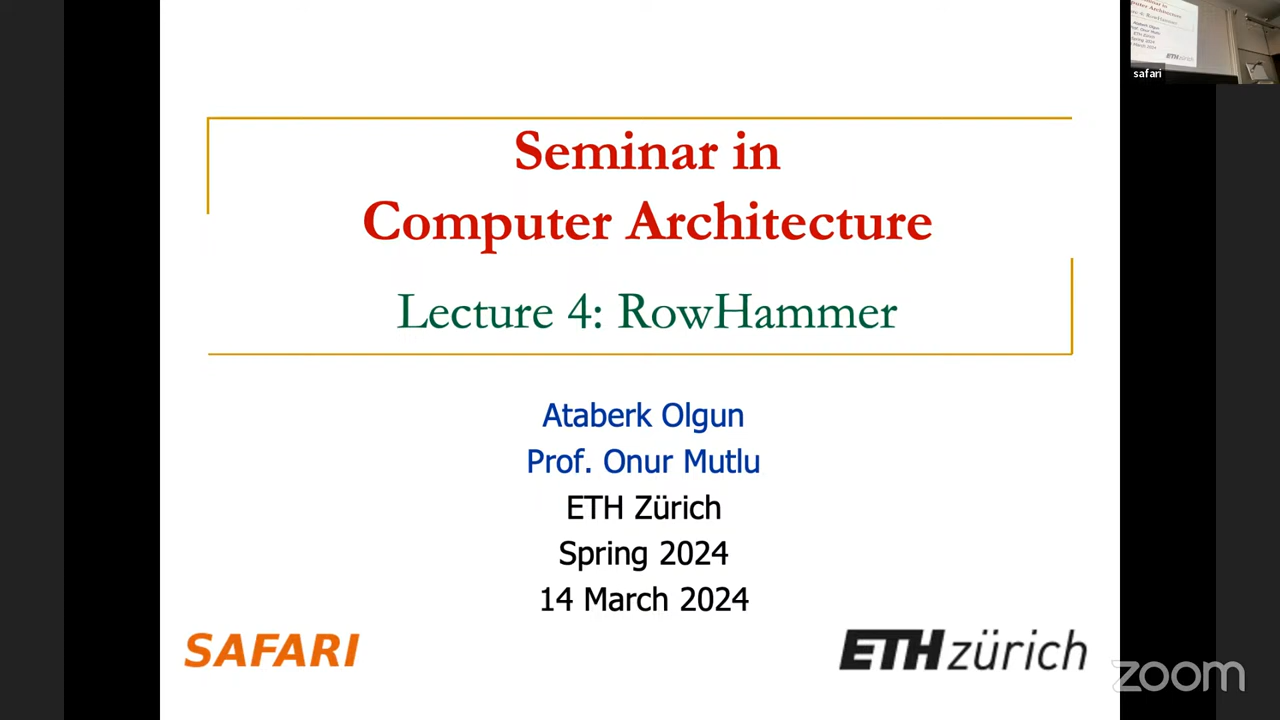 Seminar in
Computer Architecture
Lecture 4: RowHammer
Ataberk Olgun
Prof. Onur Mutlu
ETH Zürich
Spring 2024
14 March 2024
SAFARI
ETH zürich
zoom
safari